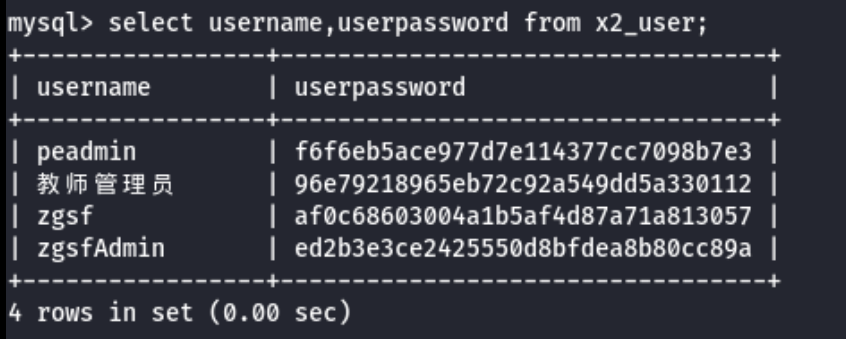 mysql> select username,userpassword from x2_user;
+-----------------+----------------------------------+
| username        | userpassword                     |
+-----------------+----------------------------------+
| peadmin         | f6f6eb5ace977d7e114377cc7098b7e3 |
| 教师管理员      | 96e79218965eb72c92a549dd5a330112 |
| zgsf            | af0c68603004a1b5af4d87a71a813057 |
| zgsfAdmin       | ed2b3e3ce2425550d8bfdea8b80cc89a |
+-----------------+----------------------------------+
4 rows in set (0.00 sec)